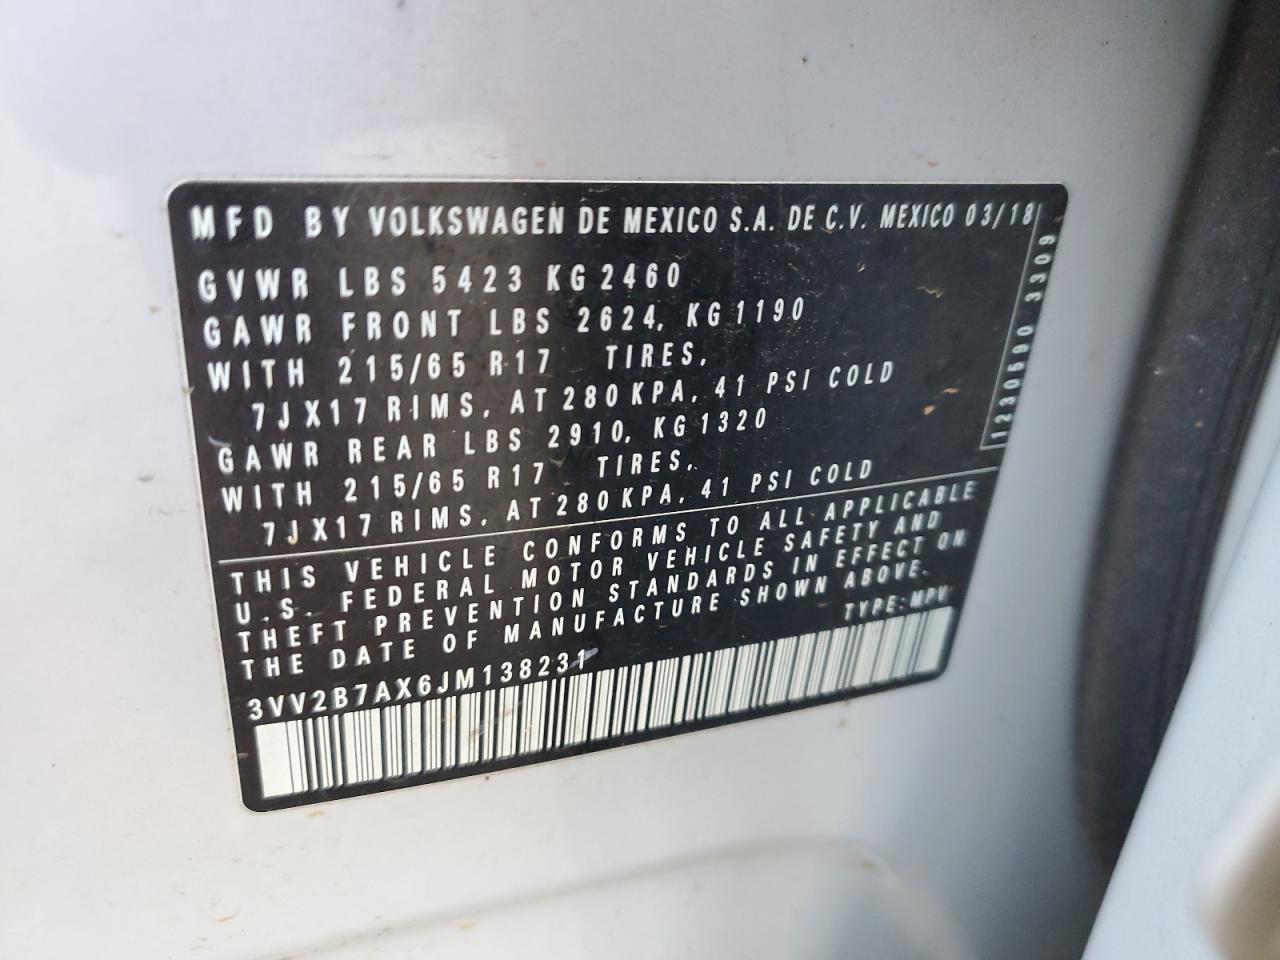 MFD BY VOLKSWAGEN DE MEXICO S.A. DE C.V. MEXICO 03/18
GVWR LBS 5423 KG 2460
GAWR FRONT LBS 2624, KG 1190
WITH 215/65 R17 TIRES,
7JX17 RIMS, AT 280 KPA, 41 PSI COLD
GAWR REAR LBS 2910, KG 1320
WITH 215/65 R17 TIRES,
7JX17 RIMS, AT 280 KPA, 41 PSI COLD
1230590 3309
THIS VEHICLE CONFORMS TO ALL APPLICABLE
U.S. FEDERAL MOTOR VEHICLE SAFETY AND
THEFT PREVENTION STANDARDS IN EFFECT ON
THE DATE OF MANUFACTURE SHOWN ABOVE.
TYPE: MPV
3VV2B7AX6JM138231